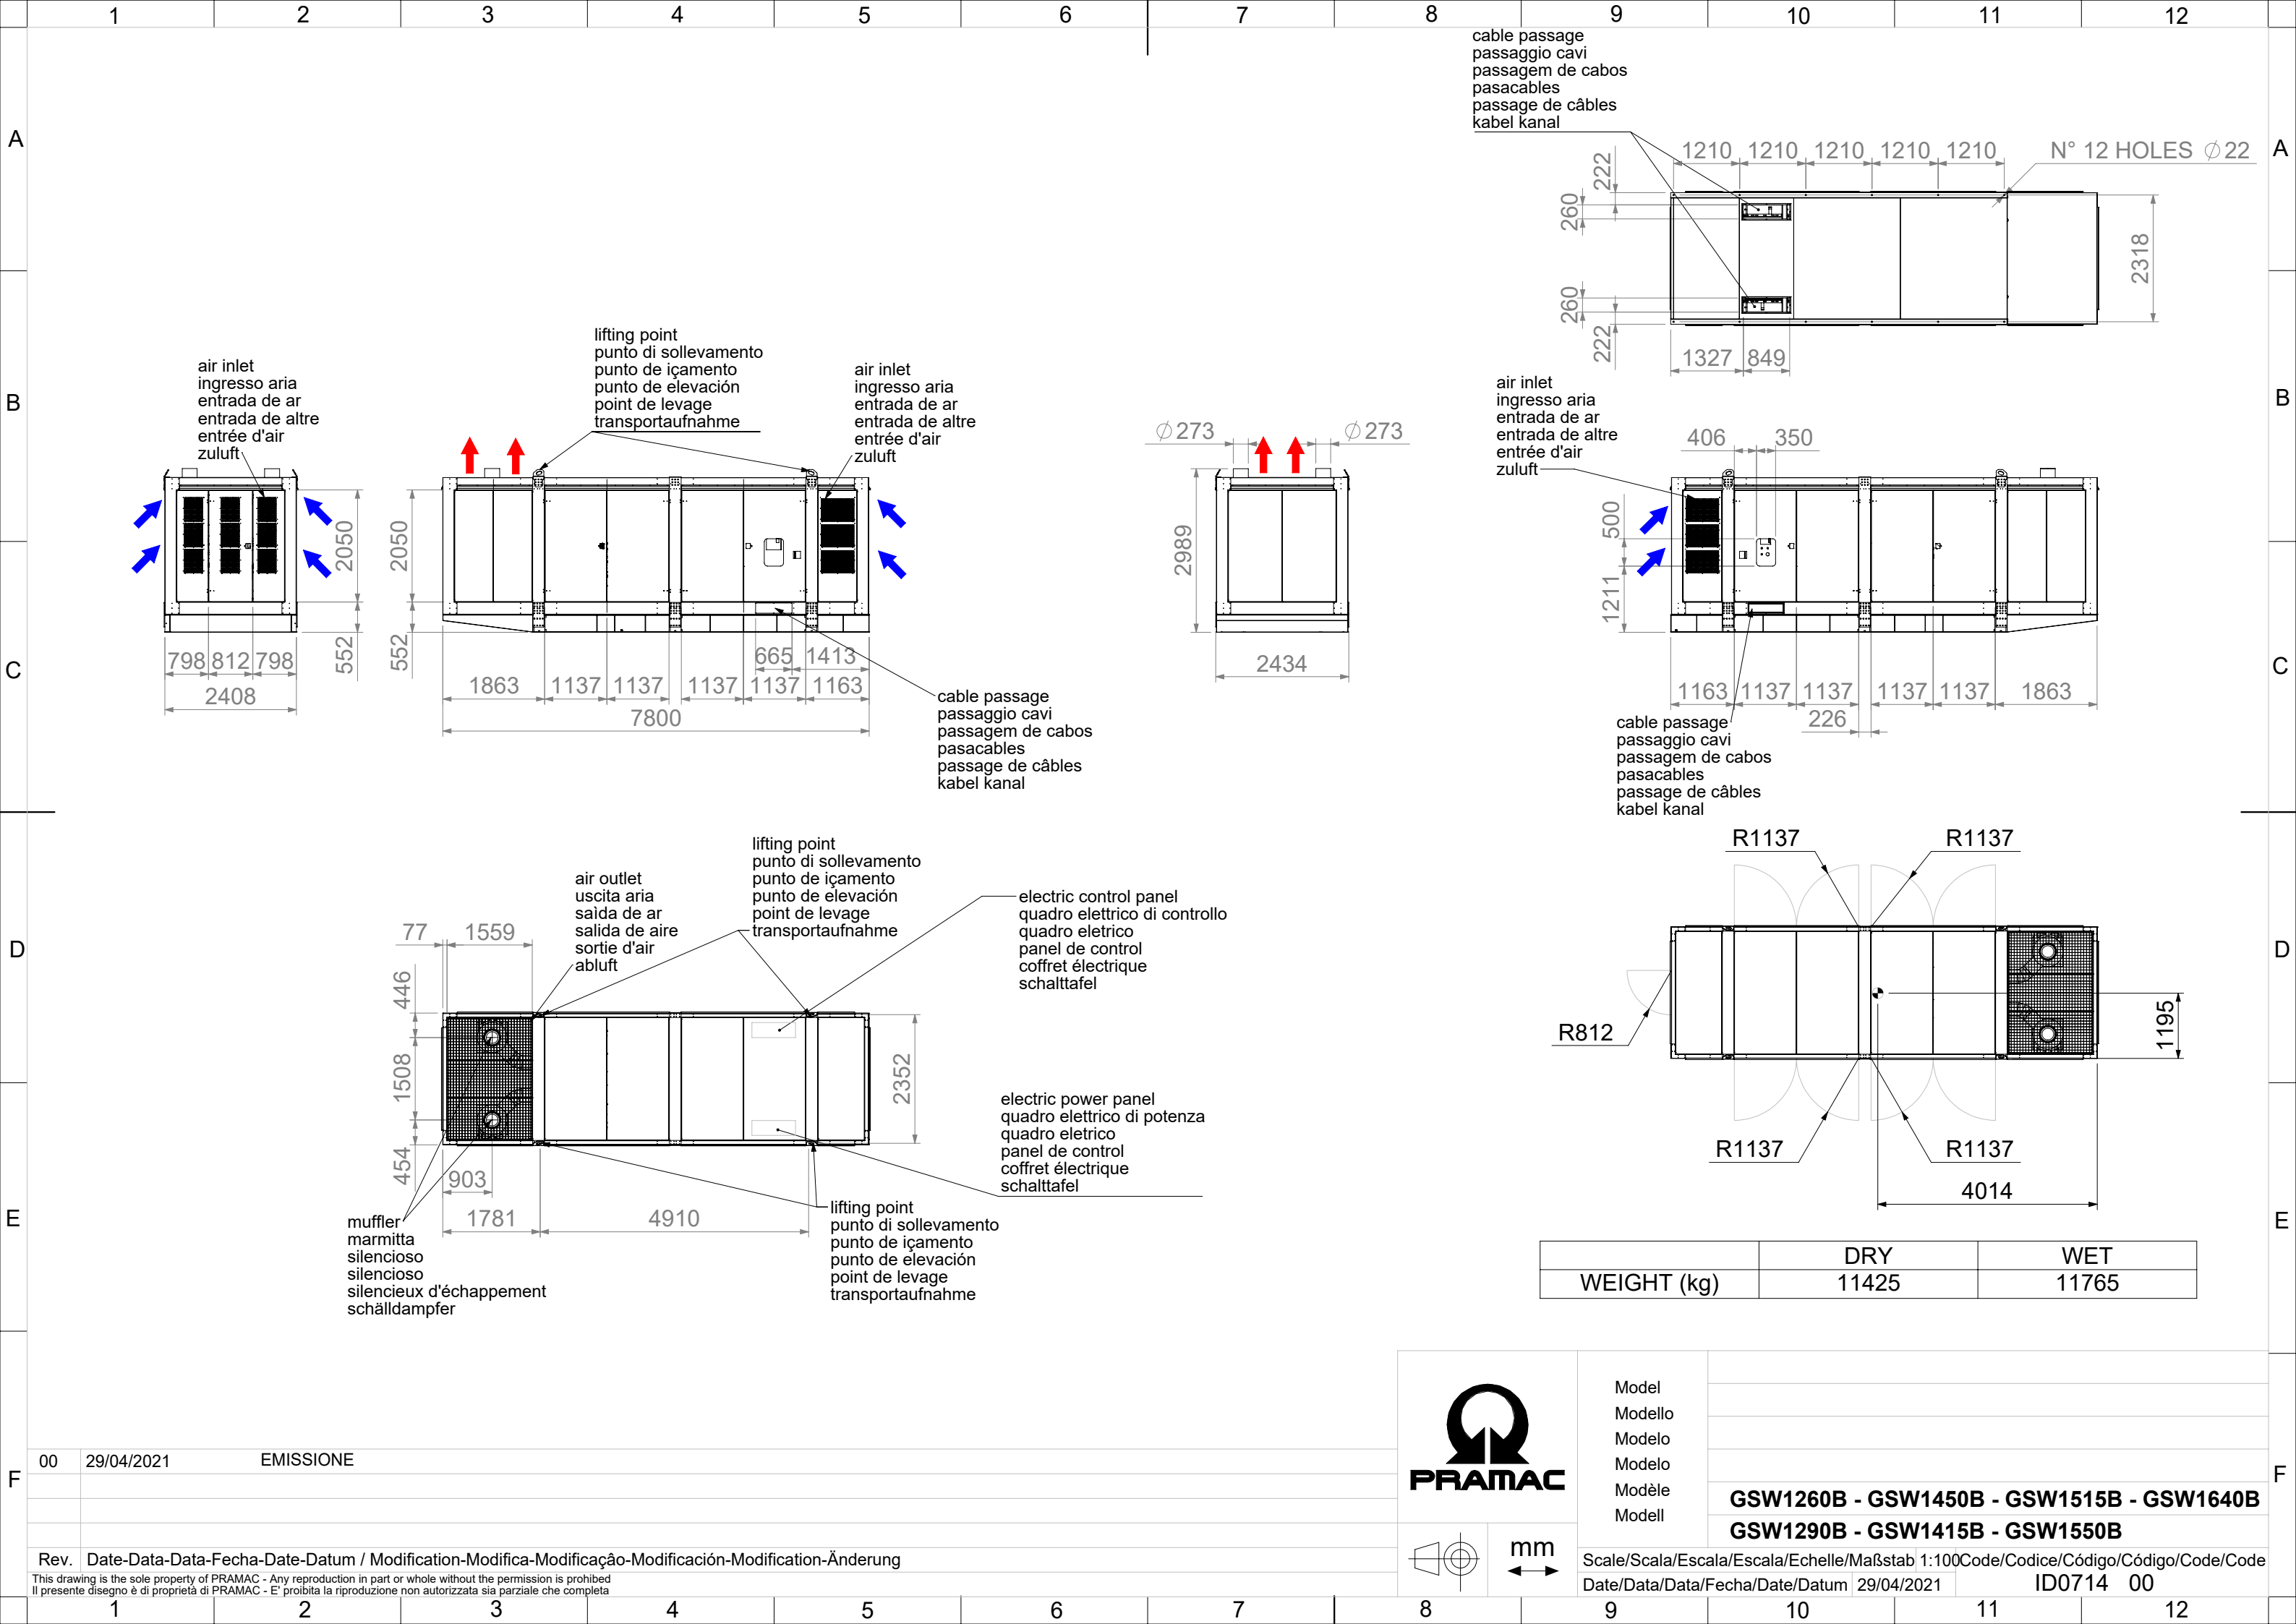 1 2 3 4 5 6 7 8 9 10 11 12
A
B
C
D
E
F
A
B
C
D
E
F
cable passage
passaggio cavi
passagem de cabos
pasacables
passage de câbles
kabel kanal
1210 1210 1210 1210 1210
N° 12 HOLES ∅22
222
260
260
222
2318
1327 849
air inlet
ingresso aria
entrada de ar
entrada de altre
entrée d'air
zuluft
2050
552
798 812 798
2408
lifting point
punto di sollevamento
punto de içamento
punto de elevación
point de levage
transportaufnahme
air inlet
ingresso aria
entrada de ar
entrada de altre
entrée d'air
zuluft
2050
552
665 1413
1863 1137 1137 1137 1137 1163
7800
cable passage
passaggio cavi
passagem de cabos
pasacables
passage de câbles
kabel kanal
∅273 ∅273
2989
2434
air inlet
ingresso aria
entrada de ar
entrada de altre
entrée d'air
zuluft
406 350
500
1211
1163 1137 1137 1137 1137 1863
226
cable passage
passaggio cavi
passagem de cabos
pasacables
passage de câbles
kabel kanal
lifting point
punto di sollevamento
punto de içamento
punto de elevación
point de levage
transportaufnahme
air outlet
uscita aria
saìda de ar
salida de aire
sortie d'air
abluft
electric control panel
quadro elettrico di controllo
quadro eletrico
panel de control
coffret électrique
schalttafel
77 1559
446
1508
454
2352
903
1781 4910
electric power panel
quadro elettrico di potenza
quadro eletrico
panel de control
coffret électrique
schalttafel
muffler
marmitta
silencioso
silencioso
silencieux d'échappement
schälldampfer
lifting point
punto di sollevamento
punto de içamento
punto de elevación
point de levage
transportaufnahme
R1137 R1137
R812
1195
R1137 R1137
4014
DRY WET
WEIGHT (kg) 11425 11765
PRAMAC
mm
Model
Modello
Modelo
Modelo
Modèle
Modell
GSW1260B - GSW1450B - GSW1515B - GSW1640B
GSW1290B - GSW1415B - GSW1550B
Scale/Scala/Escala/Escala/Echelle/Maßstab 1:100
Code/Codice/Código/Código/Code/Code
Date/Data/Data/Fecha/Date/Datum 29/04/2021
ID0714 00
00 29/04/2021 EMISSIONE
Rev. Date-Data-Data-Fecha-Date-Datum / Modification-Modifica-Modificaçâo-Modificación-Modification-Änderung
This drawing is the sole property of PRAMAC - Any reproduction in part or whole without the permission is prohibed
Il presente disegno è di proprietà di PRAMAC - E' proibita la riproduzione non autorizzata sia parziale che completa
1 2 3 4 5 6 7 8 9 10 11 12